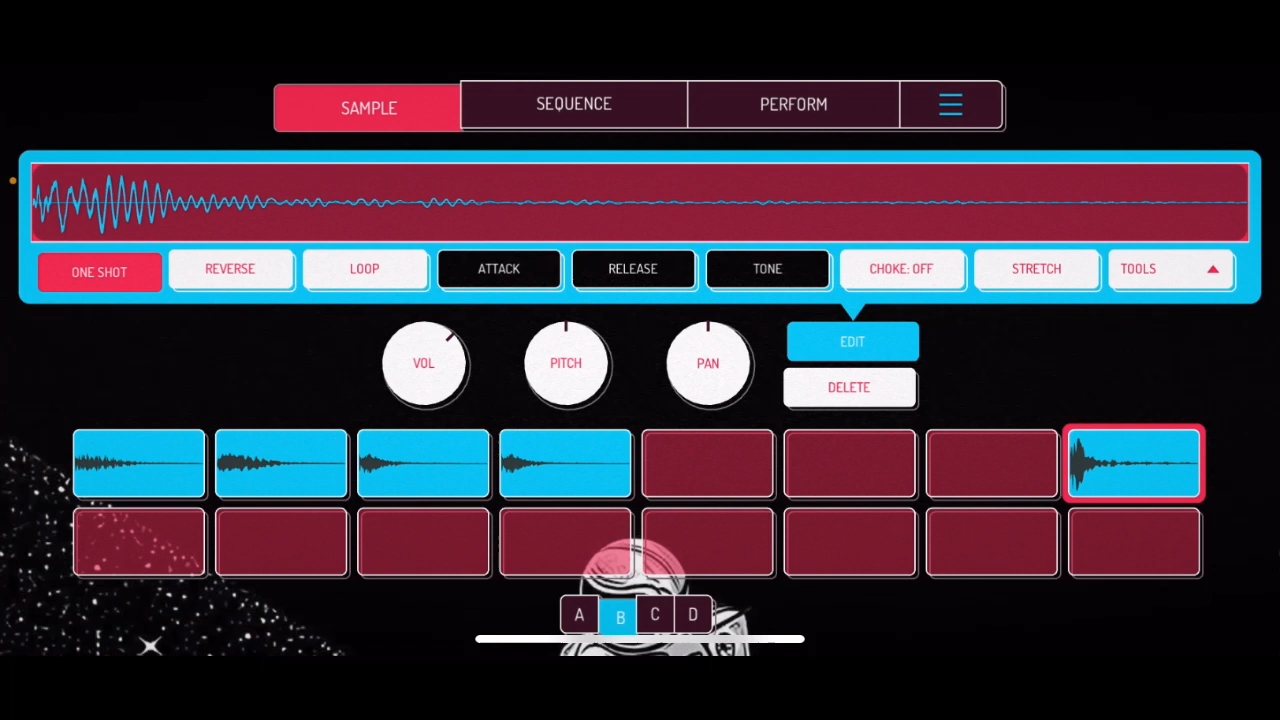 SAMPLE SEQUENCE PERFORM
ONE SHOT REVERSE LOOP ATTACK RELEASE TONE CHOKE: OFF STRETCH TOOLS
VOL PITCH PAN EDIT
DELETE
A B C D